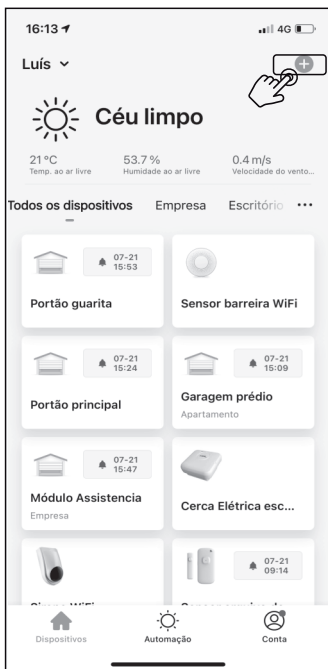 16:13
4G
Luís
Céu limpo
21 °C 53.7 % 0.4 m/s
Temp. ao ar livre Humidade ao ar livre Velocidade do vento...
Todos os dispositivos Empresa Escritório ...
07-21
15:53
Portão guarita Sensor barreira WiFi
07-21 07-21
15:24 15:09
Portão principal Garagem prédio
Apartamento
07-21
15:47
Módulo Assistencia Cerca Elétrica esc...
Empresa
07-21
09:14
Dispositivos Automação Conta